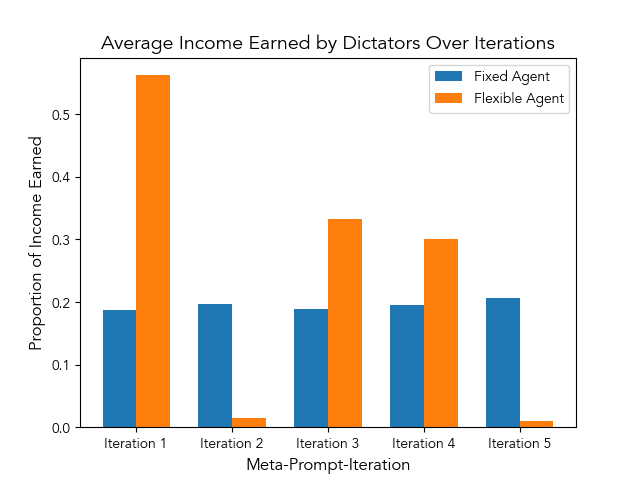 Average Income Earned by Dictators Over Iterations
Fixed Agent
Flexible Agent
Proportion of Income Earned
0.5
0.4
0.3
0.2
0.1
0.0
Iteration 1
Iteration 2
Iteration 3
Iteration 4
Iteration 5
Meta-Prompt-Iteration